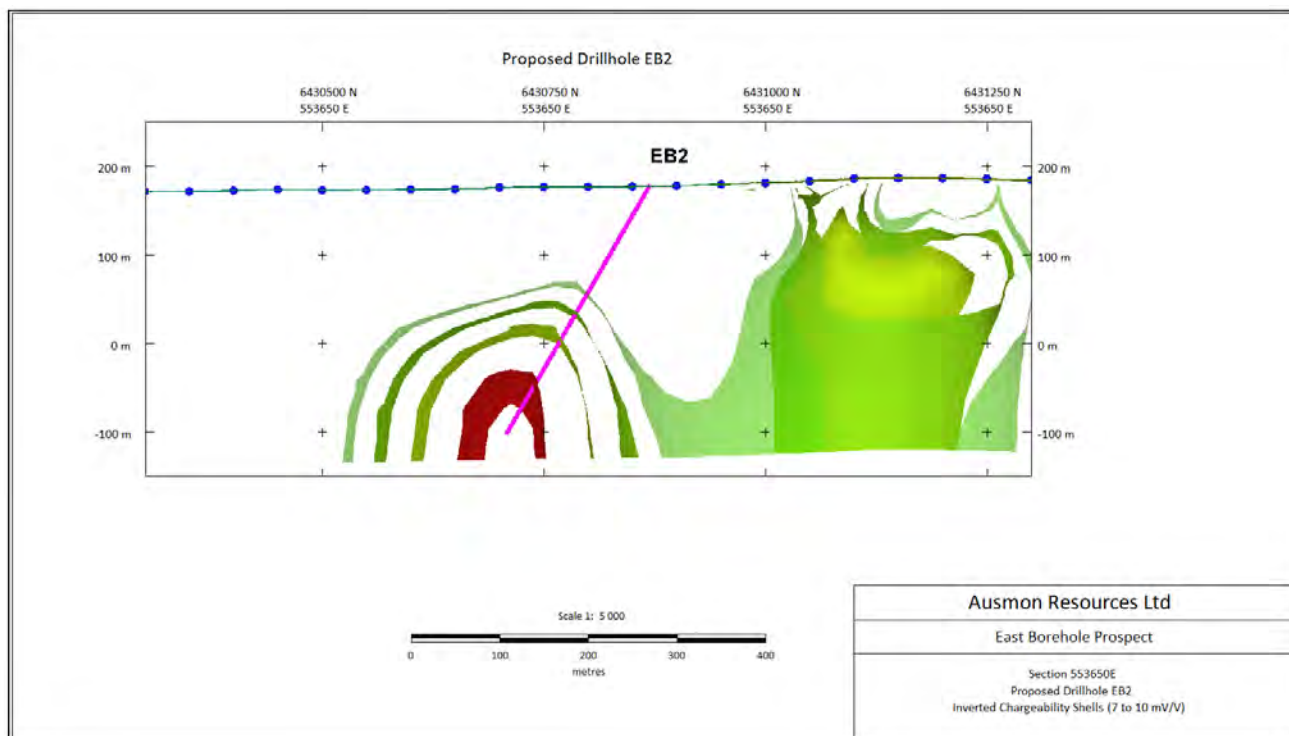 Proposed Drillhole EB2
6430500 N 6430750 N 6431000 N 6431250 N
553650 E 553650 E 553650 E 553650 E
EB2
200 m 200 m
100 m 100 m
0 m 0 m
-100 m -100 m
Scale 1: 5 000
0 100 200 300 400
metres
Ausmon Resources Ltd
East Borehole Prospect
Section 553650E
Proposed Drillhole EB2
Inverted Chargeability Shells (7 to 10 mV/V)